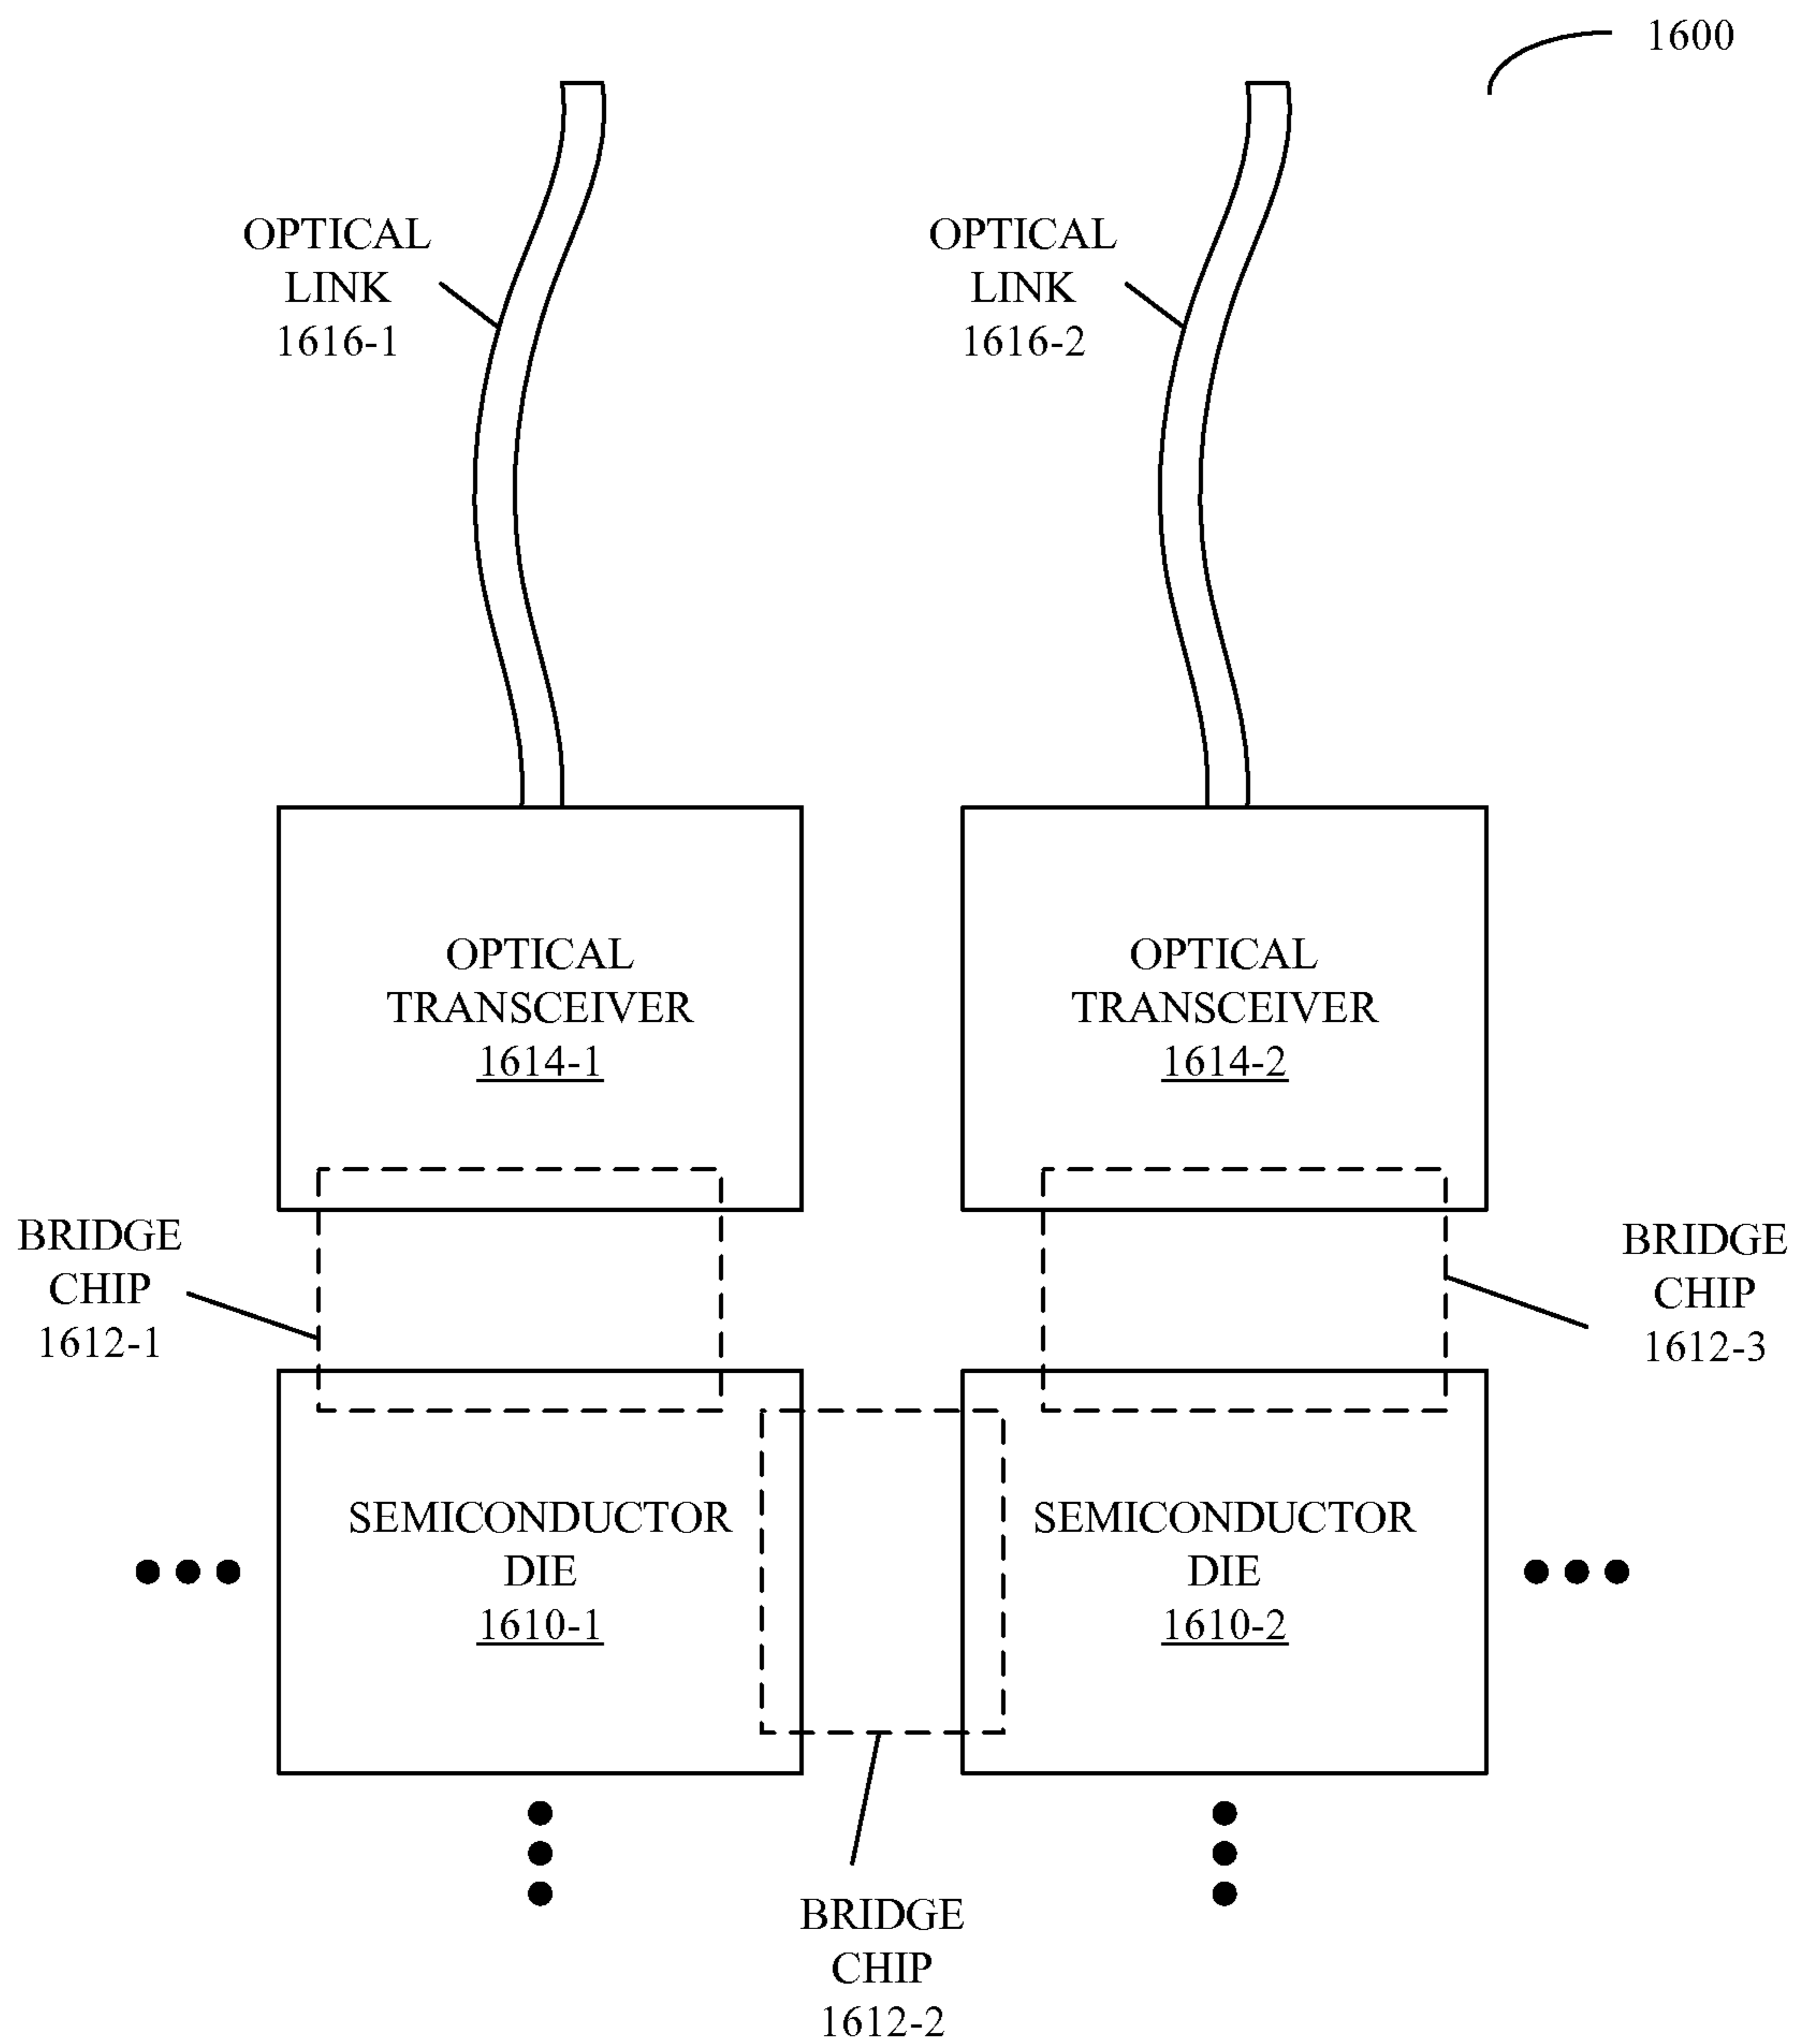 1600
OPTICAL
LINK
1616-1
OPTICAL
LINK
1616-2
OPTICAL
TRANSCEIVER
1614-1
OPTICAL
TRANSCEIVER
1614-2
BRIDGE
CHIP
1612-1
BRIDGE
CHIP
1612-3
SEMICONDUCTOR
DIE
1610-1
SEMICONDUCTOR
DIE
1610-2
BRIDGE
CHIP
1612-2